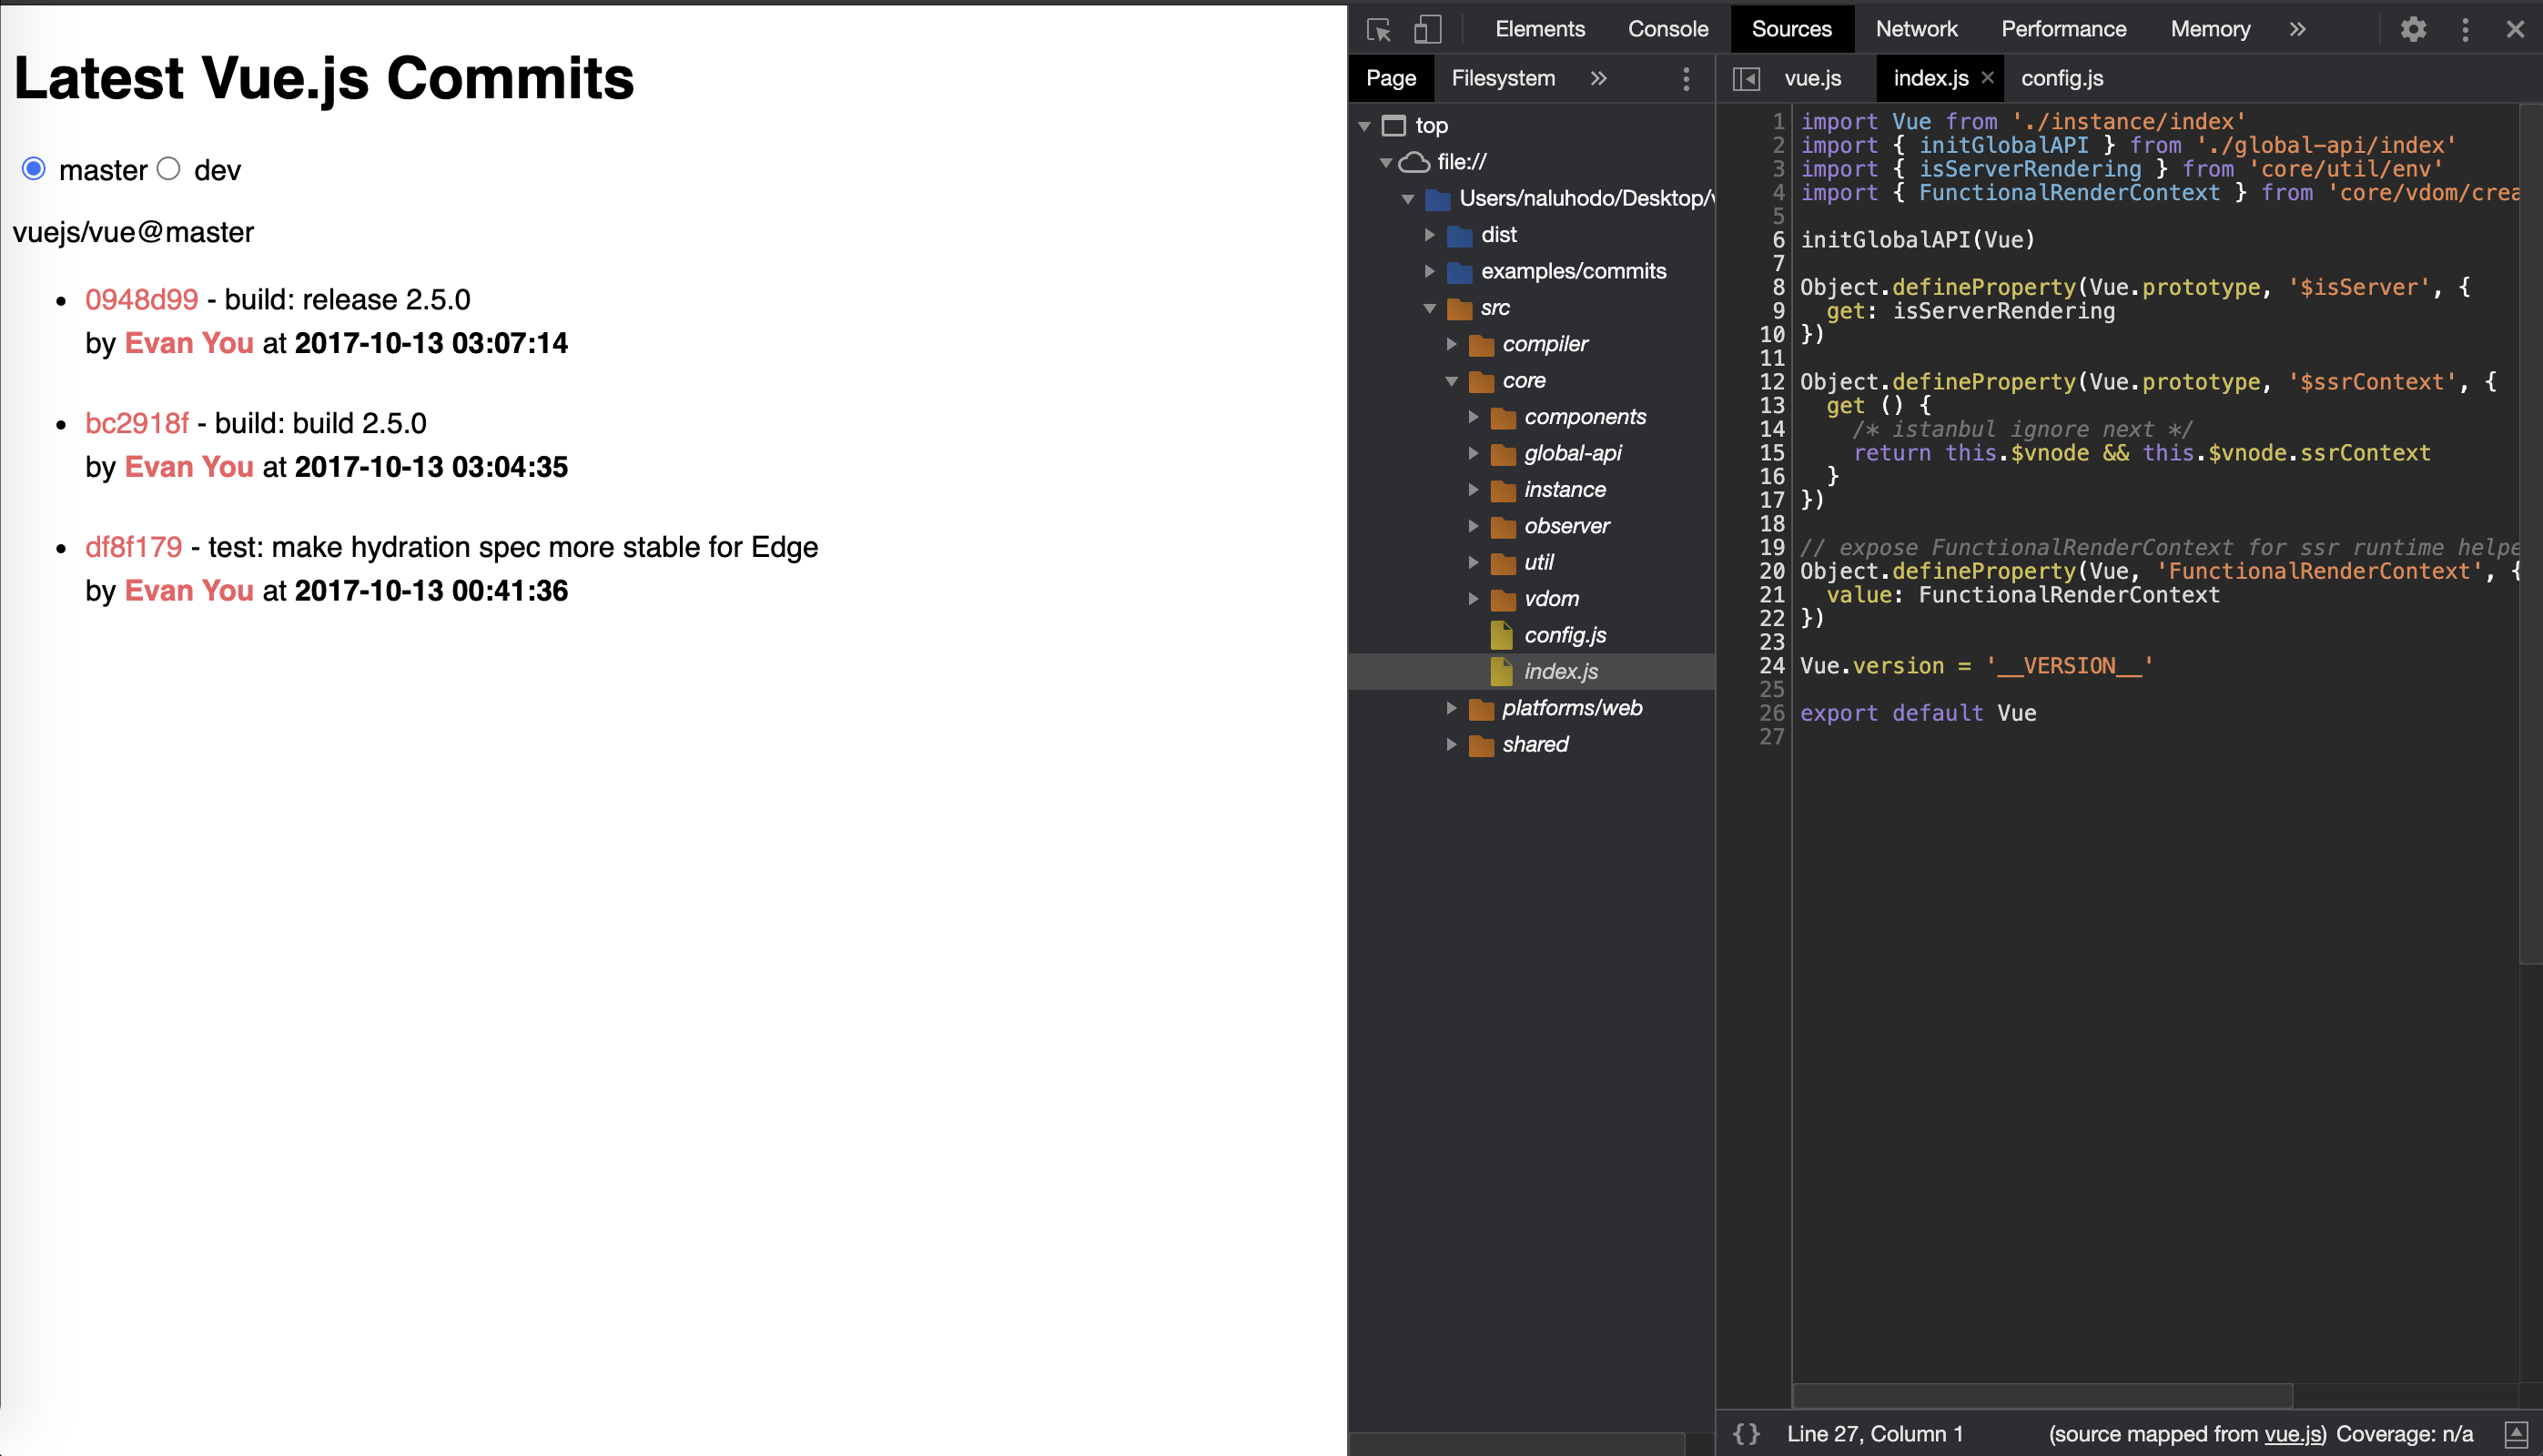 Latest Vue.js Commits
master dev
vuejs/vue@master
0948d99 - build: release 2.5.0
by Evan You at 2017-10-13 03:07:14
bc2918f - build: build 2.5.0
by Evan You at 2017-10-13 03:04:35
df8f179 - test: make hydration spec more stable for Edge
by Evan You at 2017-10-13 00:41:36
Elements Console Sources Network Performance Memory »
Page Filesystem »
top
file://
Users/naluhodo/Desktop/v
dist
examples/commits
src
compiler
core
components
global-api
instance
observer
util
vdom
config.js
index.js
platforms/web
shared
vue.js index.js × config.js
1 import Vue from './instance/index'
2 import { initGlobalAPI } from './global-api/index'
3 import { isServerRendering } from 'core/util/env'
4 import { FunctionalRenderContext } from 'core/vdom/crea
5
6 initGlobalAPI(Vue)
7
8 Object.defineProperty(Vue.prototype, '$isServer', {
9   get: isServerRendering
10 })
11
12 Object.defineProperty(Vue.prototype, '$ssrContext', {
13   get () {
14     /* istanbul ignore next */
15     return this.$vnode && this.$vnode.ssrContext
16   }
17 })
18
19 // expose FunctionalRenderContext for ssr runtime helpe
20 Object.defineProperty(Vue, 'FunctionalRenderContext', {
21   value: FunctionalRenderContext
22 })
23
24 Vue.version = '__VERSION__'
25
26 export default Vue
27
{} Line 27, Column 1 (source mapped from vue.js) Coverage: n/a